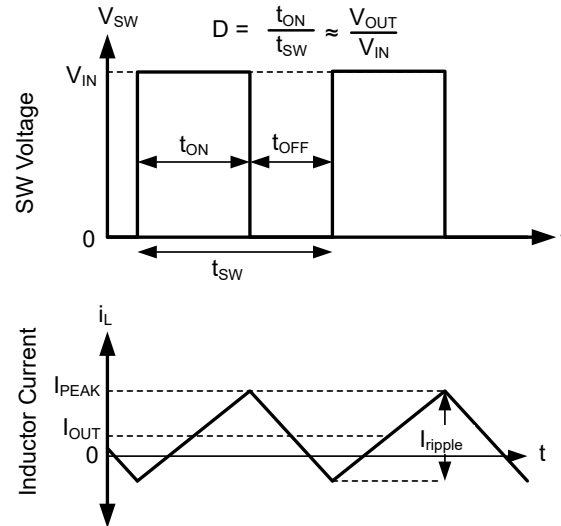 V_SW
D = t_ON / t_SW ≈ V_OUT / V_IN
V_IN
SW Voltage
t_ON
t_OFF
0
t_SW
i_L
Inductor Current
I_PEAK
I_OUT
0
I_ripple
t